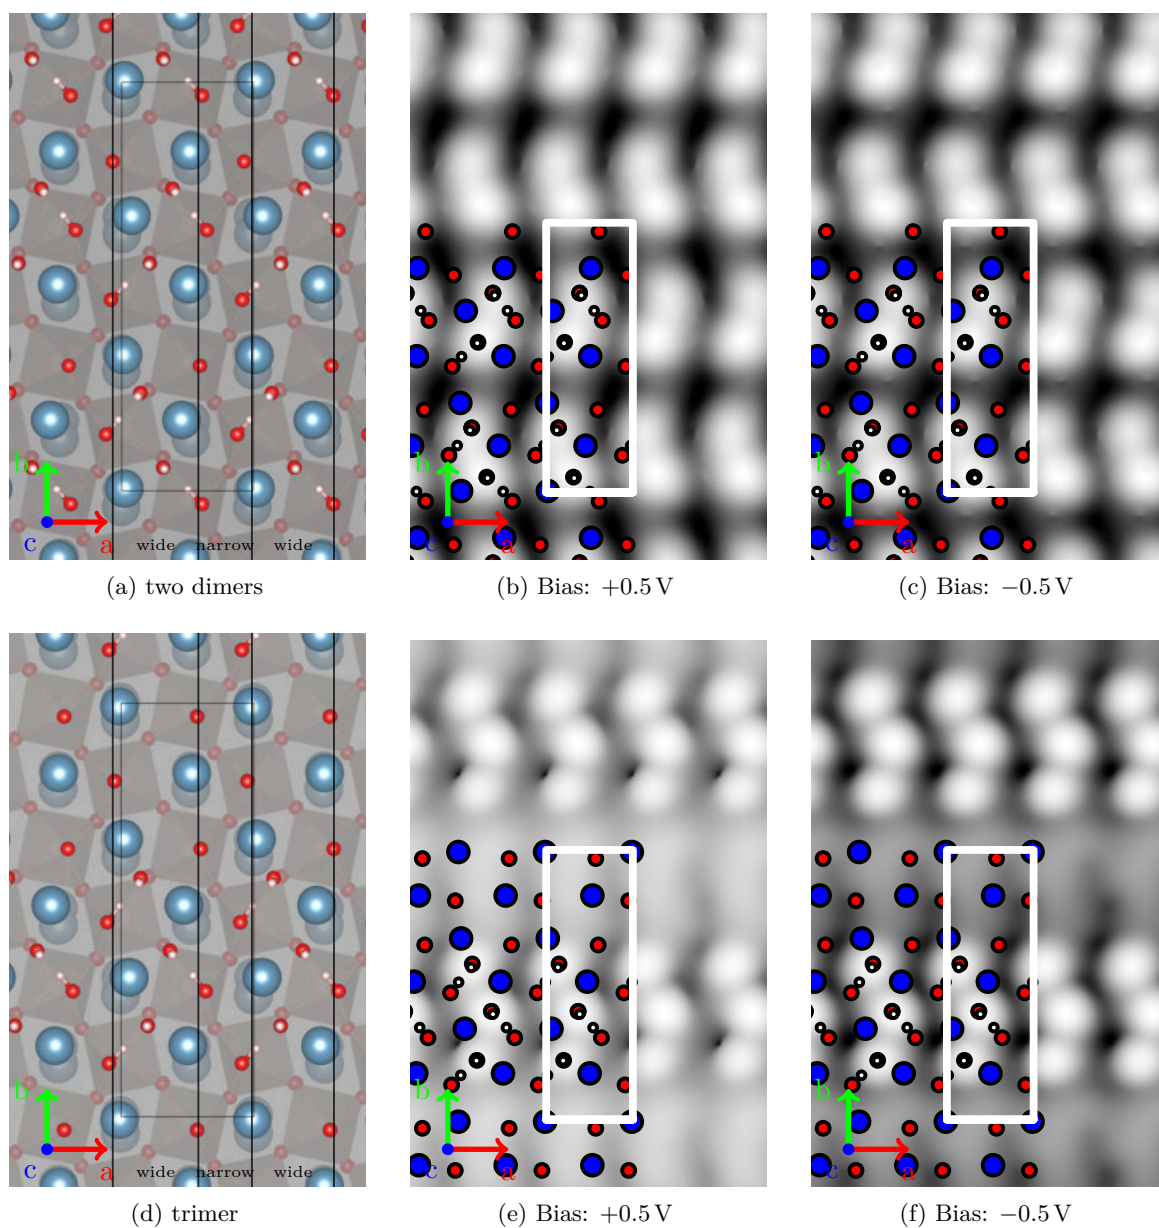 b
c
a
wide
narrow
wide
b
c
a
b
c
a
(a) two dimers
(b) Bias: +0.5 V
(c) Bias: −0.5 V
b
c
a
wide
narrow
wide
b
c
a
b
c
a
(d) trimer
(e) Bias: +0.5 V
(f) Bias: −0.5 V